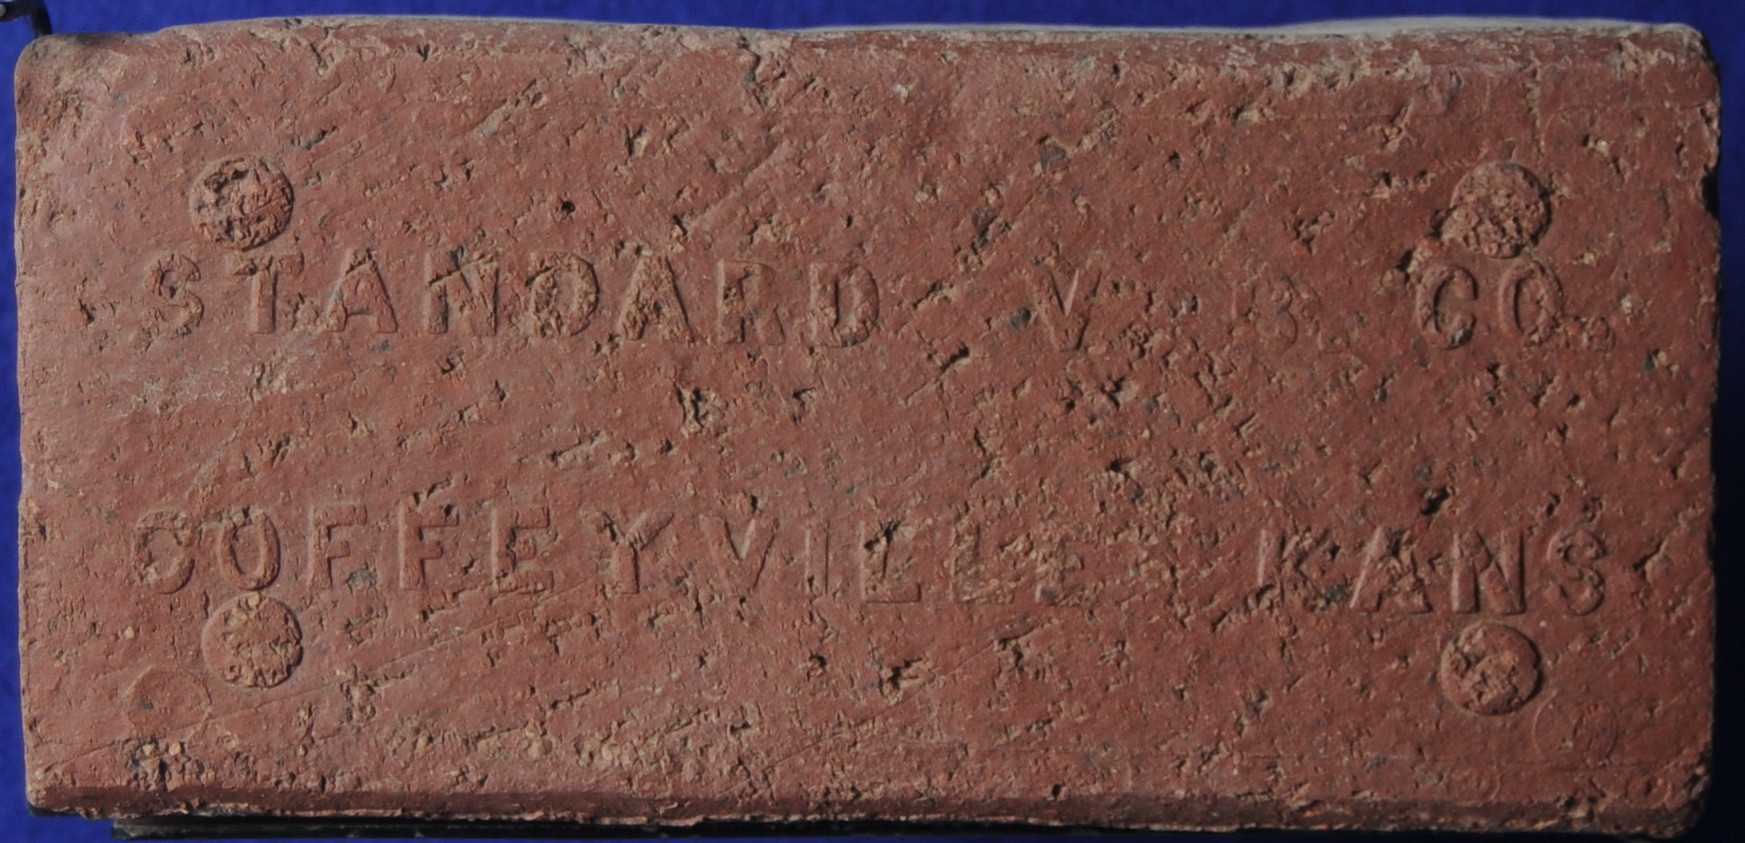 STANDARD V. B. CO.
COFFEYVILLE KANS